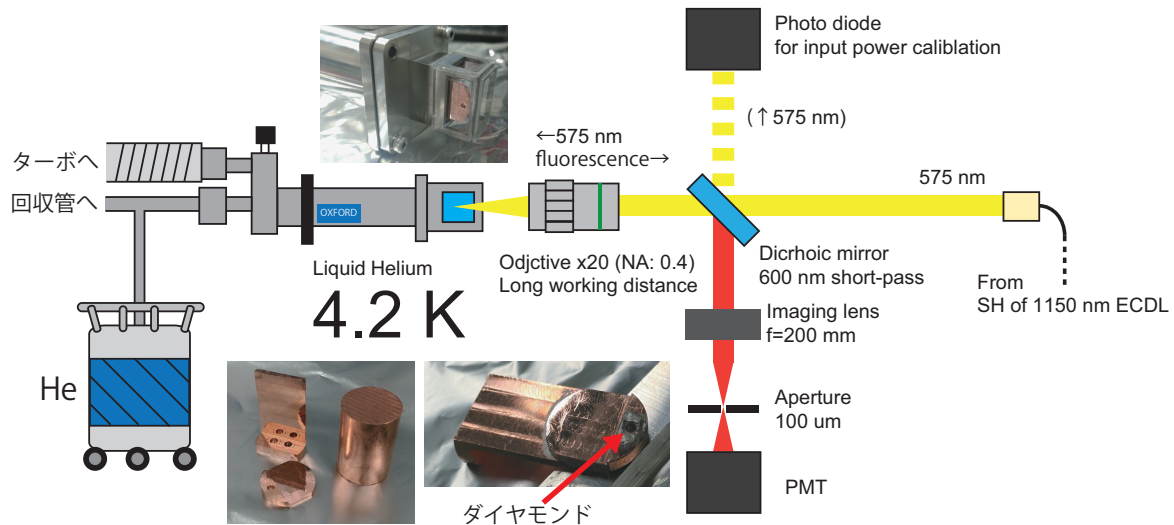 Photo diode
for input power caliblation
(↑575 nm)
←575 nm
fluorescence→
575 nm
ターボへ
回収管へ
OXFORD
Liquid Helium
4.2 K
Odjctive x20 (NA: 0.4)
Long working distance
Dicrhoic mirror
600 nm short-pass
From
SH of 1150 nm ECDL
Imaging lens
f=200 mm
He
Aperture
100 um
PMT
ダイヤモンド